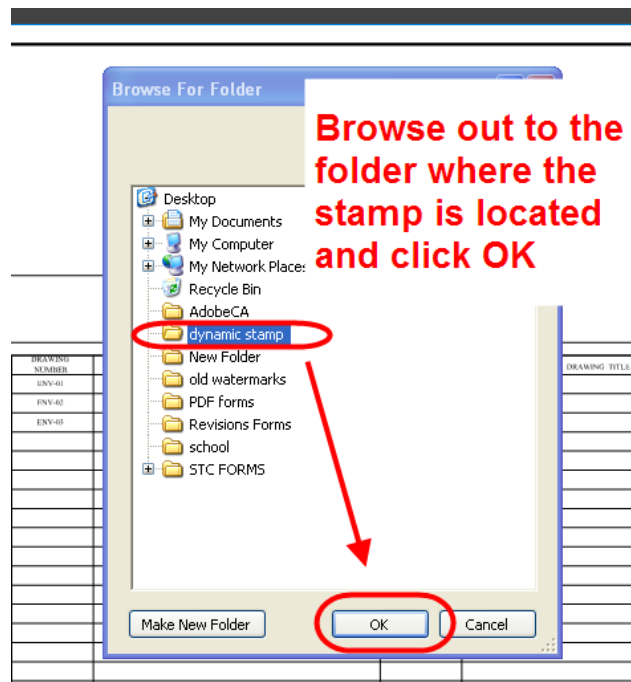 Browse For Folder
Browse out to the
folder where the
stamp is located
and click OK
Desktop
My Documents
My Computer
My Network Places
Recycle Bin
AdobeCA
dynamic stamp
New Folder
old watermarks
PDF forms
Revisions Forms
school
STC FORMS
DRAWING
NUMBER
ENV-01
ENV-02
ENV-03
DRAWING TITLE
Make New Folder
OK
Cancel